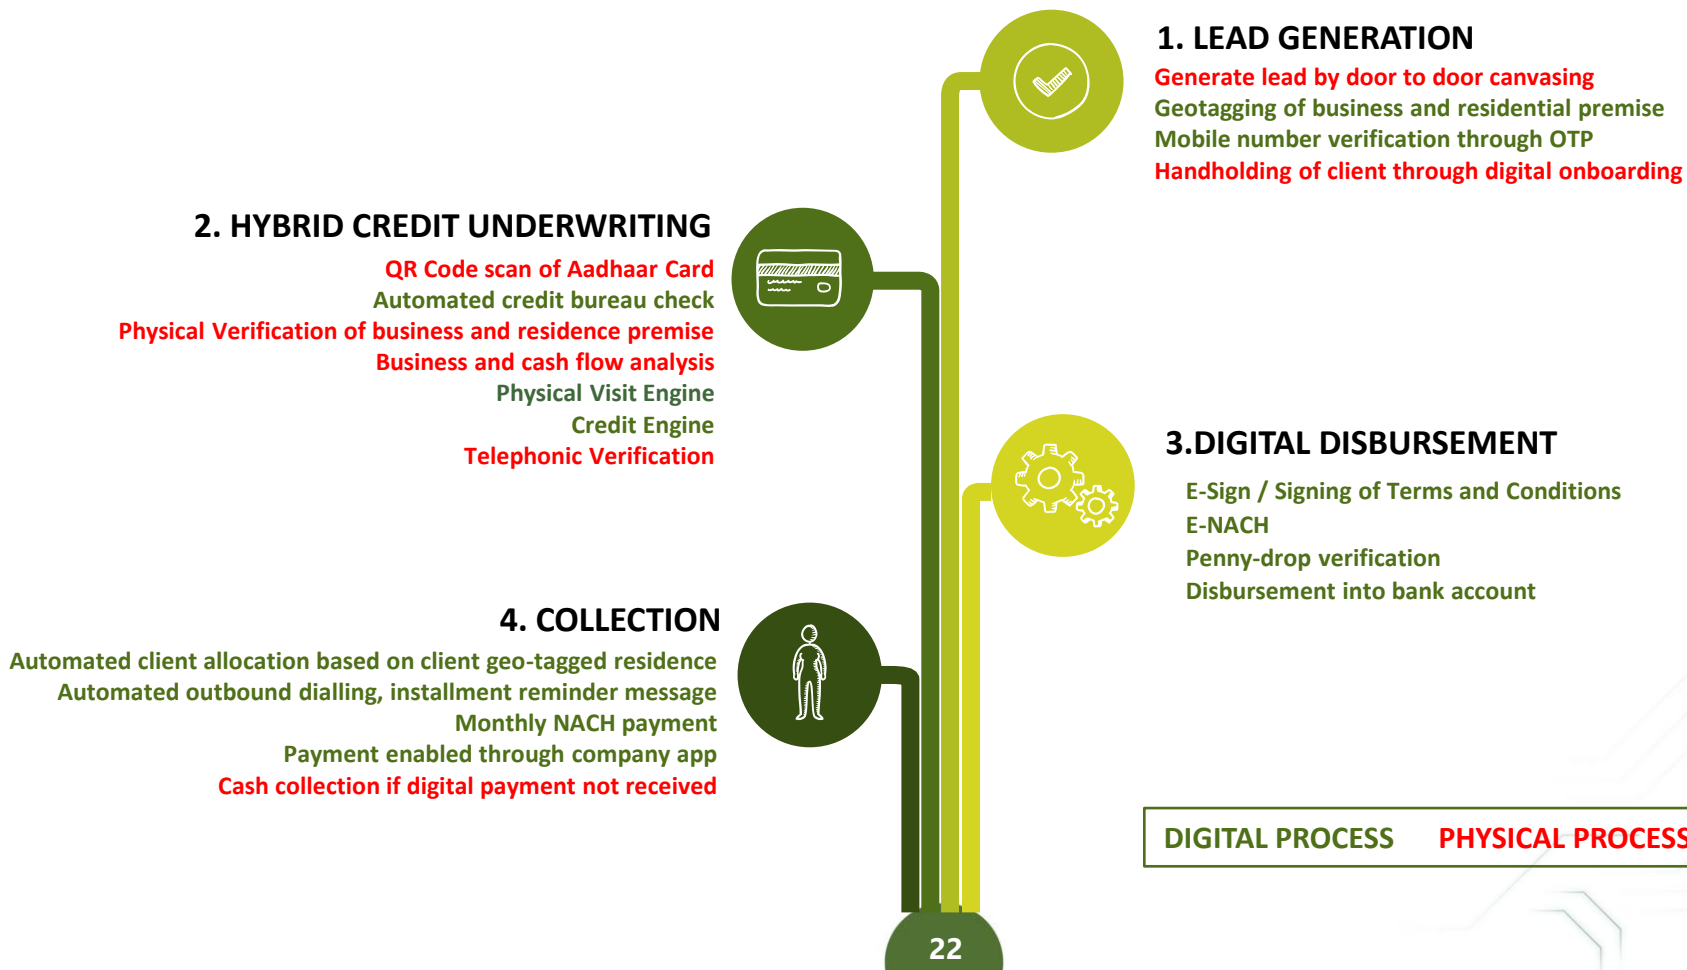 1. LEAD GENERATION
Generate lead by door to door canvasing
Geotagging of business and residential premise
Mobile number verification through OTP
Handholding of client through digital onboarding
2. HYBRID CREDIT UNDERWRITING
QR Code scan of Aadhaar Card
Automated credit bureau check
Physical Verification of business and residence premise
Business and cash flow analysis
Physical Visit Engine
Credit Engine
Telephonic Verification
3.DIGITAL DISBURSEMENT
E-Sign / Signing of Terms and Conditions
E-NACH
Penny-drop verification
Disbursement into bank account
4. COLLECTION
Automated client allocation based on client geo-tagged residence
Automated outbound dialling, installment reminder message
Monthly NACH payment
Payment enabled through company app
Cash collection if digital payment not received
DIGITAL PROCESS PHYSICAL PROCESS
22